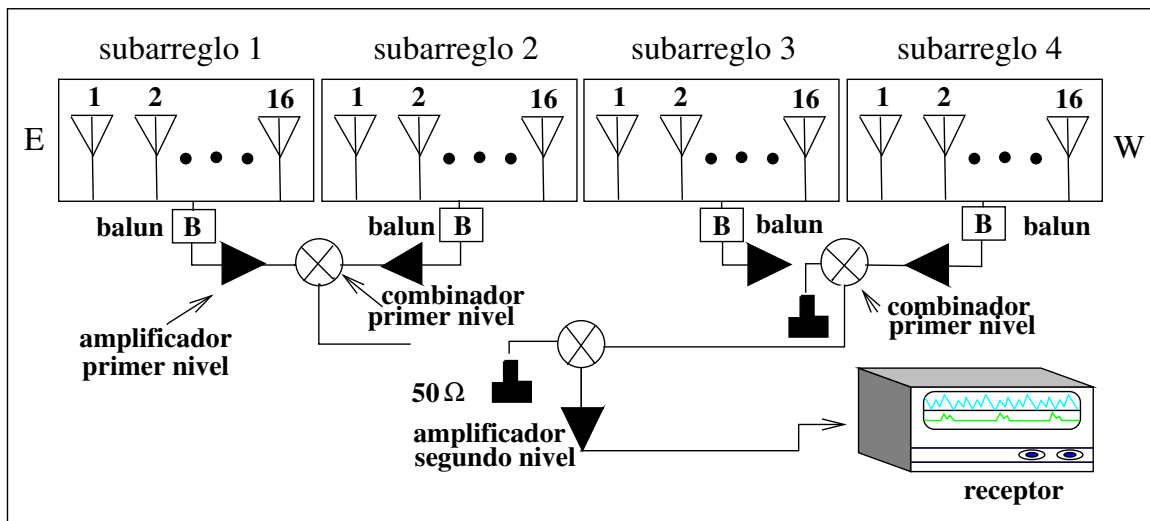 subarreglo 1
subarreglo 2
subarreglo 3
subarreglo 4
1 2 16
1 2 16
1 2 16
1 2 16
E
W
balun B
balun B
B balun
B balun
amplificador
primer nivel
combinador
primer nivel
combinador
primer nivel
50 Ω
amplificador
segundo nivel
receptor